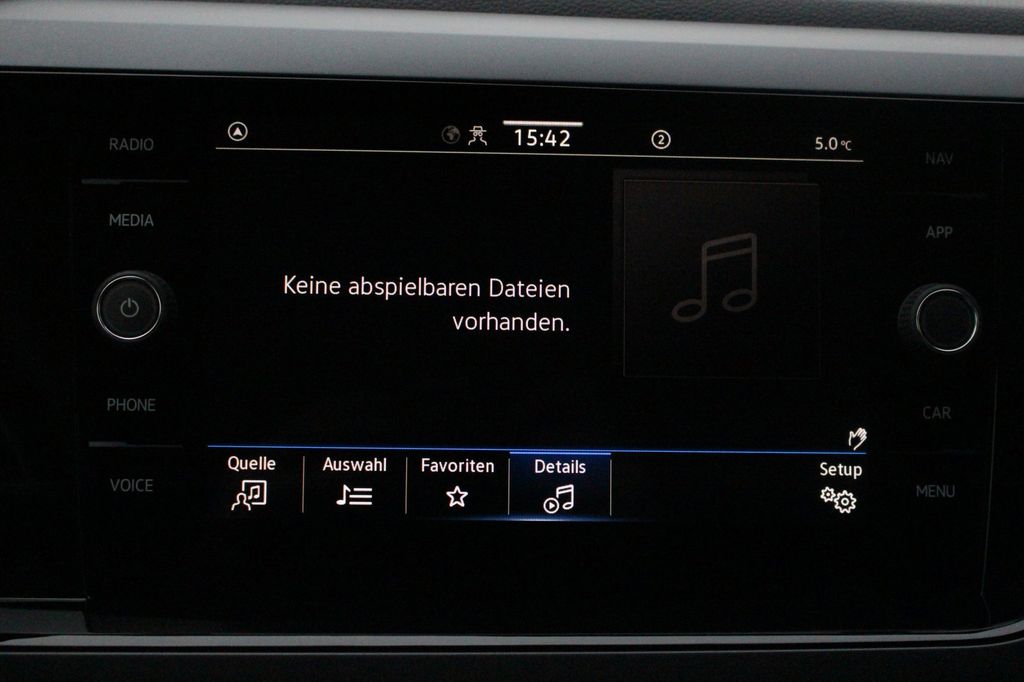 RADIO
MEDIA
PHONE
VOICE
15:42
2
5.0°C
Keine abspielbaren Dateien
vorhanden.
Quelle
Auswahl
Favoriten
Details
Setup
NAV
APP
CAR
MENU